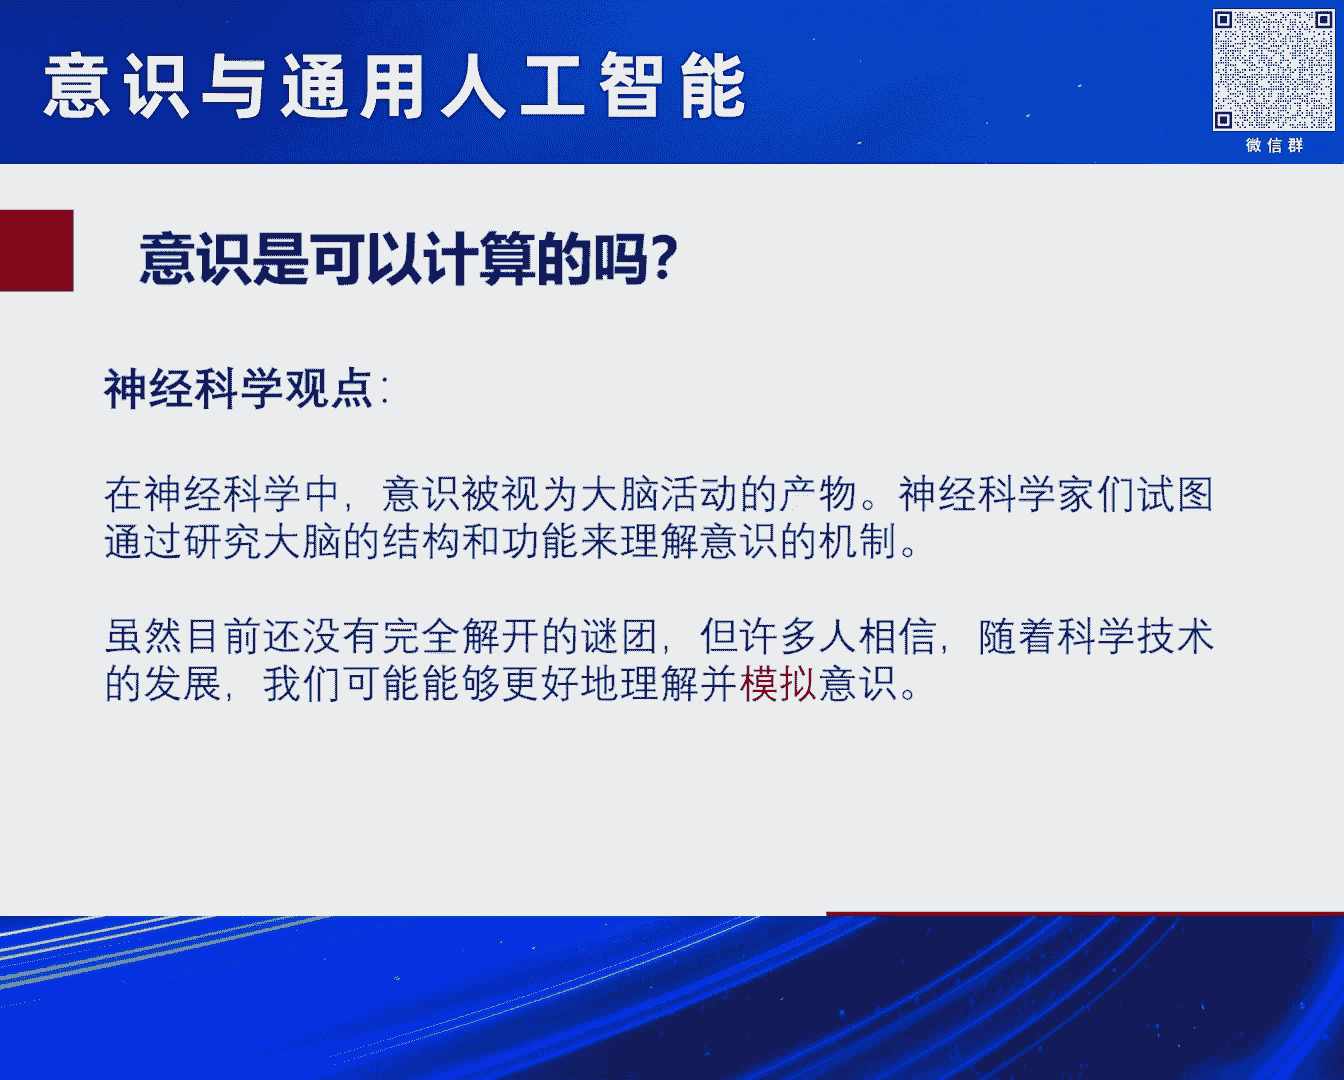 意识与通用人工智能
微信群
意识是可以计算的吗？
神经科学观点：
在神经科学中，意识被视为大脑活动的产物。神经科学家们试图
通过研究大脑的结构和功能来理解意识的机制。
虽然目前还没有完全解开的谜团，但许多人相信，随着科学技术
的发展，我们可能能够更好地理解并模拟意识。